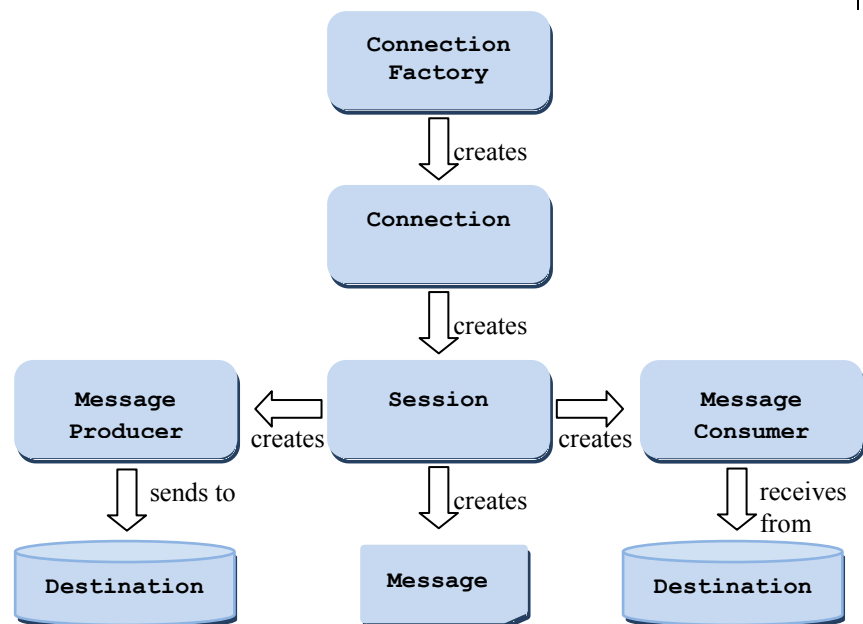 Connection
Factory
creates
Connection
creates
Message
Producer
Session
Message
Consumer
creates
creates
sends to
creates
receives
from
Destination
Message
Destination